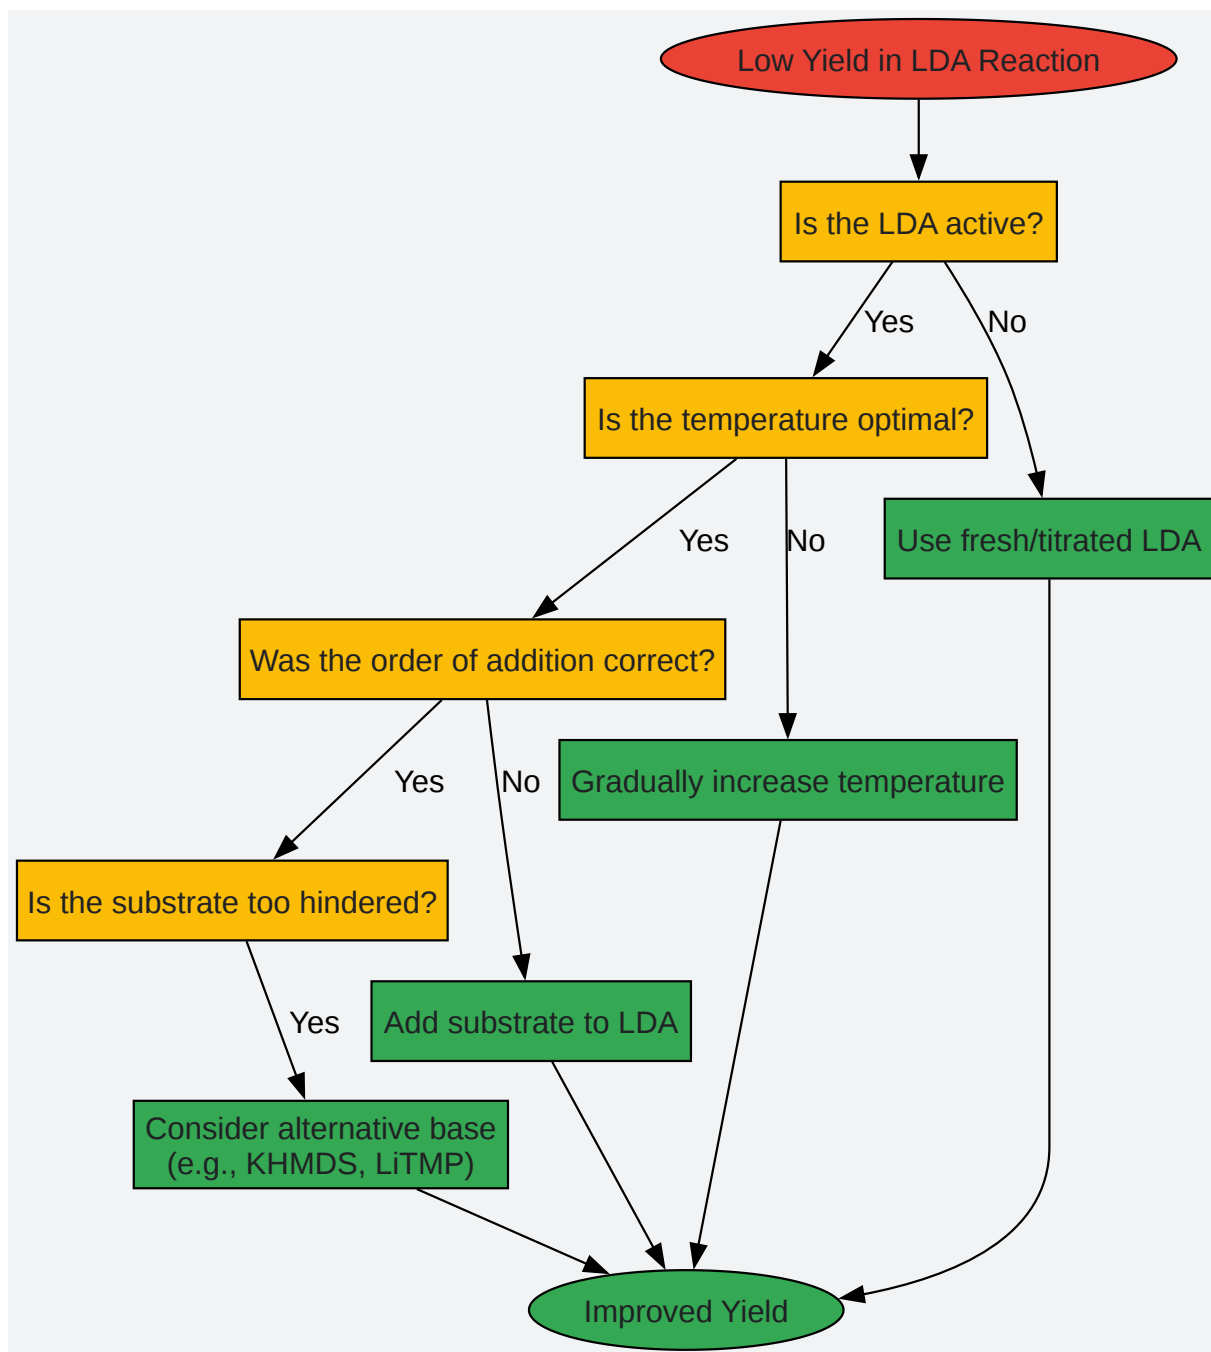 Low Yield in LDA Reaction
Is the LDA active?
Yes
No
Is the temperature optimal?
Yes
No
Use fresh/titrated LDA
Was the order of addition correct?
Yes
No
Gradually increase temperature
Is the substrate too hindered?
Yes
Add substrate to LDA
Consider alternative base
(e.g., KHMDS, LiTMP)
Improved Yield